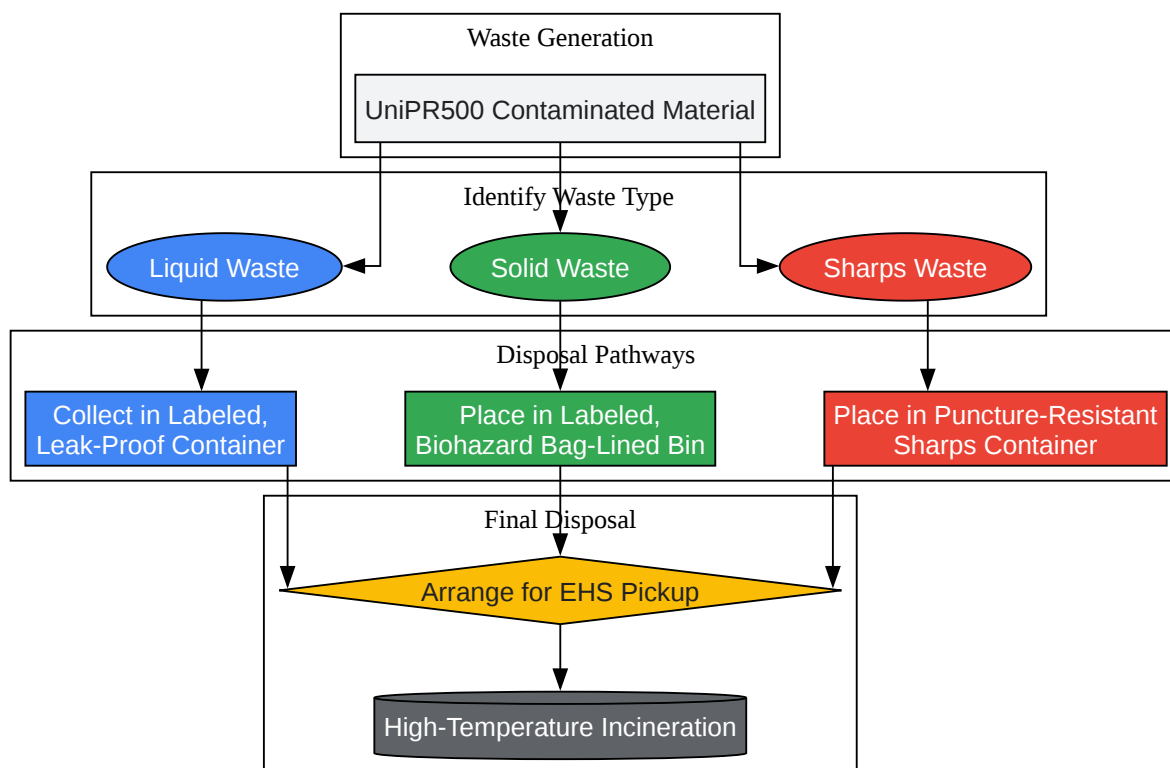 Waste Generation
UniPR500 Contaminated Material
Identify Waste Type
Liquid Waste
Solid Waste
Sharps Waste
Disposal Pathways
Collect in Labeled,
Leak-Proof Container
Place in Labeled,
Biohazard Bag-Lined Bin
Place in Puncture-Resistant
Sharps Container
Final Disposal
Arrange for EHS Pickup
High-Temperature Incineration